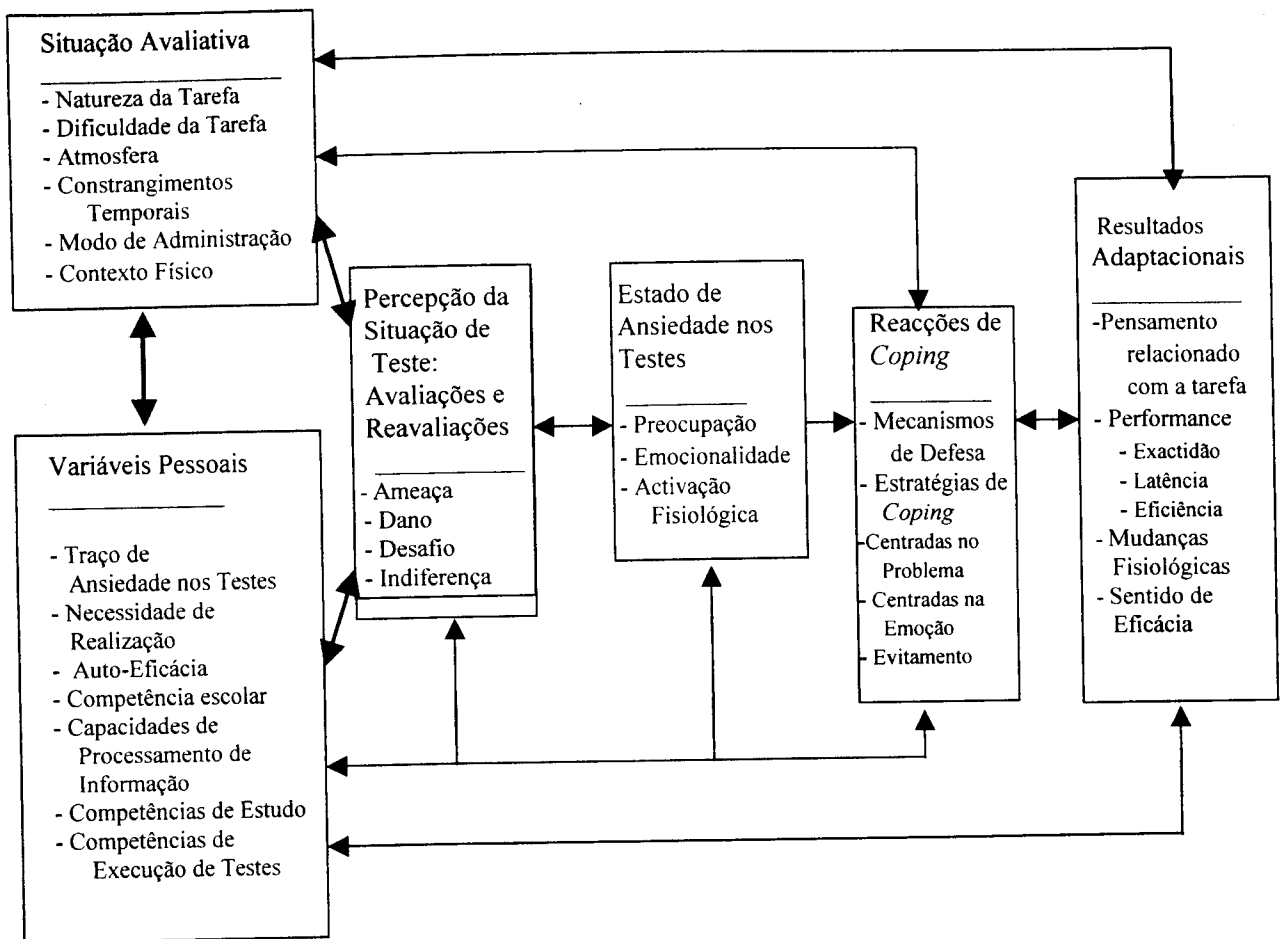 Situação Avaliativa
- Natureza da Tarefa
- Dificuldade da Tarefa
- Atmosfera
- Constrangimentos
Temporais
- Modo de Administração
- Contexto Físico
Variáveis Pessoais
- Traço de
Ansiedade nos Testes
- Necessidade de
Realização
- Auto-Eficácia
- Competência escolar
- Capacidades de
Processamento de
Informação
- Competências de Estudo
- Competências de
Execução de Testes
Percepção da
Situação de
Teste:
Avaliações e
Reavaliações
- Ameaça
- Dano
- Desafio
- Indiferença
Estado de
Ansiedade nos
Testes
- Preocupação
- Emocionalidade
- Activação
Fisiológica
Reacções de
Coping
- Mecanismos
de Defesa
- Estratégias de
Coping
-Centradas no
Problema
- Centradas na
Emoção
- Evitamento
Resultados
Adaptacionais
-Pensamento
relacionado
com a tarefa
- Performance
- Exactidão
- Latência
- Eficiência
- Mudanças
Fisiológicas
- Sentido de
Eficácia